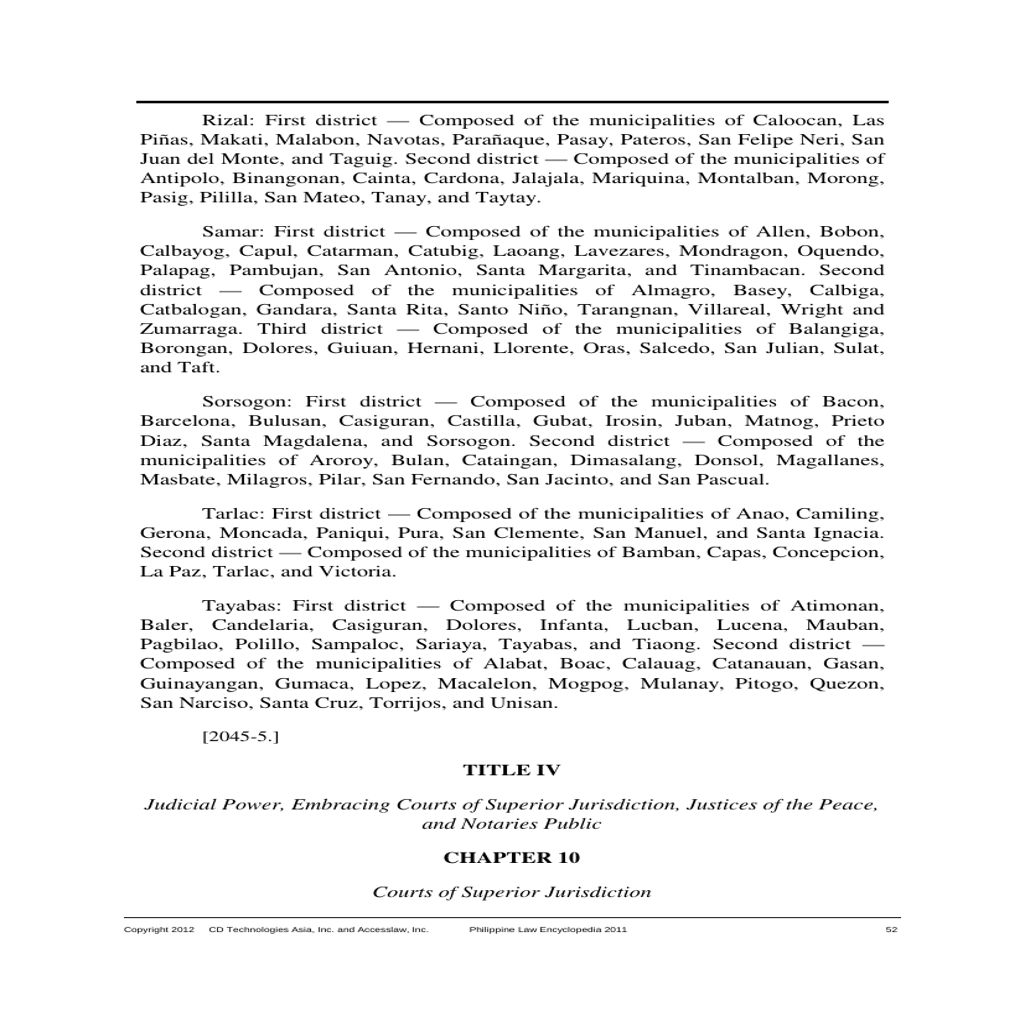 Rizal: First district — Composed of the municipalities of Caloocan, Las
Piñas, Makati, Malabon, Navotas, Parañaque, Pasay, Pateros, San Felipe Neri, San
Juan del Monte, and Taguig. Second district — Composed of the municipalities of
Antipolo, Binangonan, Cainta, Cardona, Jalajala, Mariquina, Montalban, Morong,
Pasig, Pililla, San Mateo, Tanay, and Taytay.
Samar: First district — Composed of the municipalities of Allen, Bobon,
Calbayog, Capul, Catarman, Catubig, Laoang, Lavezares, Mondragon, Oquendo,
Palapag, Pambujan, San Antonio, Santa Margarita, and Tinambacan. Second
district — Composed of the municipalities of Almagro, Basey, Calbiga,
Catbalogan, Gandara, Santa Rita, Santo Niño, Tarangnan, Villareal, Wright and
Zumarraga. Third district — Composed of the municipalities of Balangiga,
Borongan, Dolores, Guiuan, Hernani, Llorente, Oras, Salcedo, San Julian, Sulat,
and Taft.
Sorsogon: First district — Composed of the municipalities of Bacon,
Barcelona, Bulusan, Casiguran, Castilla, Gubat, Irosin, Juban, Matnog, Prieto
Diaz, Santa Magdalena, and Sorsogon. Second district — Composed of the
municipalities of Aroroy, Bulan, Cataingan, Dimasalang, Donsol, Magallanes,
Masbate, Milagros, Pilar, San Fernando, San Jacinto, and San Pascual.
Tarlac: First district — Composed of the municipalities of Anao, Camiling,
Gerona, Moncada, Paniqui, Pura, San Clemente, San Manuel, and Santa Ignacia.
Second district — Composed of the municipalities of Bamban, Capas, Concepcion,
La Paz, Tarlac, and Victoria.
Tayabas: First district — Composed of the municipalities of Atimonan,
Baler, Candelaria, Casiguran, Dolores, Infanta, Lucban, Lucena, Mauban,
Pagbilao, Polillo, Sampaloc, Sariaya, Tayabas, and Tiaong. Second district —
Composed of the municipalities of Alabat, Boac, Calauag, Catanauan, Gasan,
Guinayangan, Gumaca, Lopez, Macalelon, Mogpog, Mulanay, Pitogo, Quezon,
San Narciso, Santa Cruz, Torrijos, and Unisan.
[2045-5.]
TITLE IV
Judicial Power, Embracing Courts of Superior Jurisdiction, Justices of the Peace,
and Notaries Public
CHAPTER 10
Courts of Superior Jurisdiction
Copyright 2012 CD Technologies Asia, Inc. and Accesslaw, Inc. Philippine Law Encyclopedia 2011 52